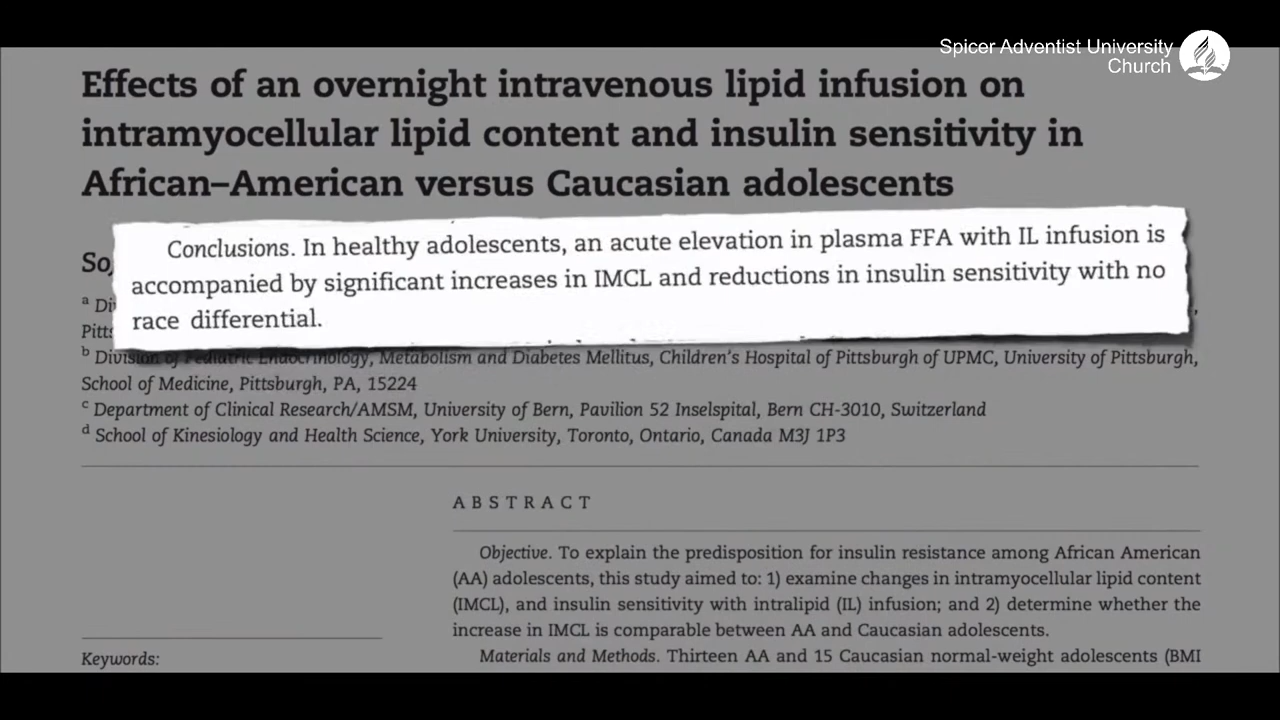 Spicer Adventist University
Church
Effects of an overnight intravenous lipid infusion on
intramyocellular lipid content and insulin sensitivity in
African–American versus Caucasian adolescents
Conclusions. In healthy adolescents, an acute elevation in plasma FFA with IL infusion is
accompanied by significant increases in IMCL and reductions in insulin sensitivity with no
race differential.
b Division of Pediatric Endocrinology, Metabolism and Diabetes Mellitus, Children's Hospital of Pittsburgh of UPMC, University of Pittsburgh,
School of Medicine, Pittsburgh, PA, 15224
c Department of Clinical Research/AMSM, University of Bern, Pavilion 52 Inselspital, Bern CH-3010, Switzerland
d School of Kinesiology and Health Science, York University, Toronto, Ontario, Canada M3J 1P3
ABSTRACT
Objective. To explain the predisposition for insulin resistance among African American
(AA) adolescents, this study aimed to: 1) examine changes in intramyocellular lipid content
(IMCL), and insulin sensitivity with intralipid (IL) infusion; and 2) determine whether the
increase in IMCL is comparable between AA and Caucasian adolescents.
Keywords:
Materials and Methods. Thirteen AA and 15 Caucasian normal-weight adolescents (BMI